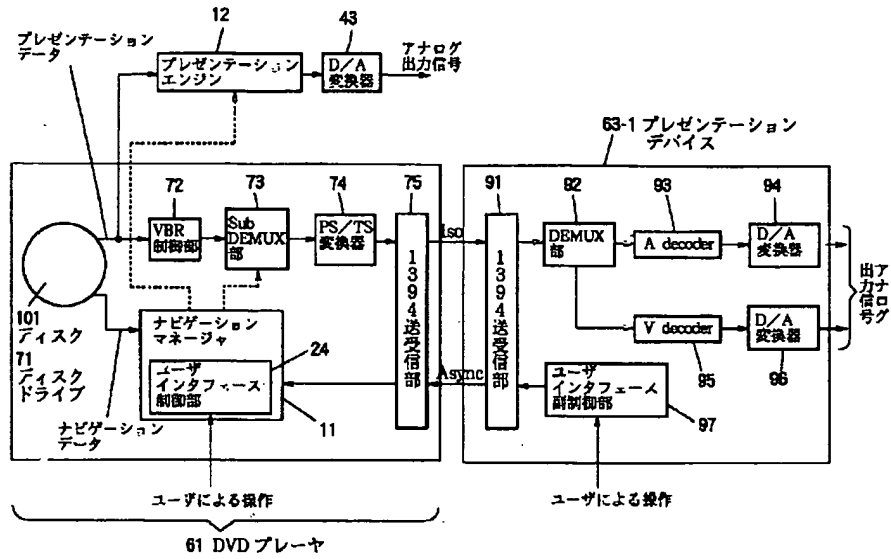 プレゼンテーション
データ
12
プレゼンテーション
エンジン
43
D/A
変換器
アナログ
出力信号
63-1 プレゼンテーション
デバイス
72
VBR
制御部
73
Sub
DEMUX
部
74
PS/TS
変換器
75
1394送受信部
Iso
Async
91
1394送受信部
92
DEMUX
部
93
A decoder
94
D/A
変換器
V decoder
95
D/A
変換器
96
アナログ
出力信号
101
ディスク
71
ディスク
ドライブ
ナビゲーション
マネージャ
24
ユーザ
インタフェース
制御部
11
ナビゲーション
データ
ユーザ
インタフェース
副制御部
97
ユーザによる操作
ユーザによる操作
61 DVD プレーヤ